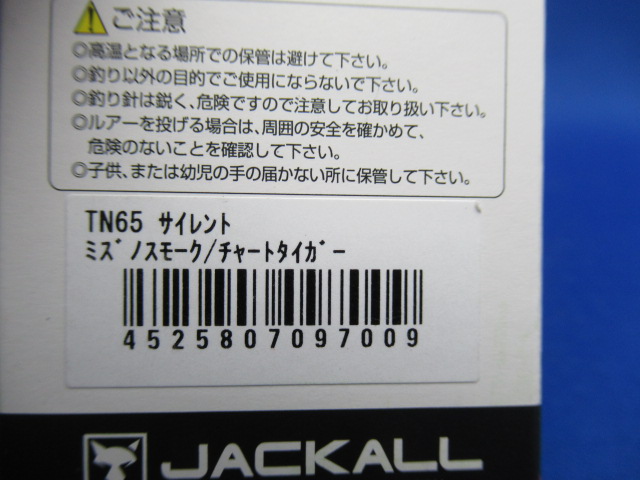 ご注意
◎高温となる場所での保管は避けて下さい。
◎釣り以外の目的でご使用にならないで下さい。
◎釣り針は鋭く、危険ですので注意してお取り扱い下さい。
◎ルアーを投げる場合は、周囲の安全を確かめて、
危険のないことを確認して下さい。
◎子供、または幼児の手の届かない所に保管して下さい。
TN65 サイレント
ミズノスモーク/チャートタイガー
4525807097009
JACKALL